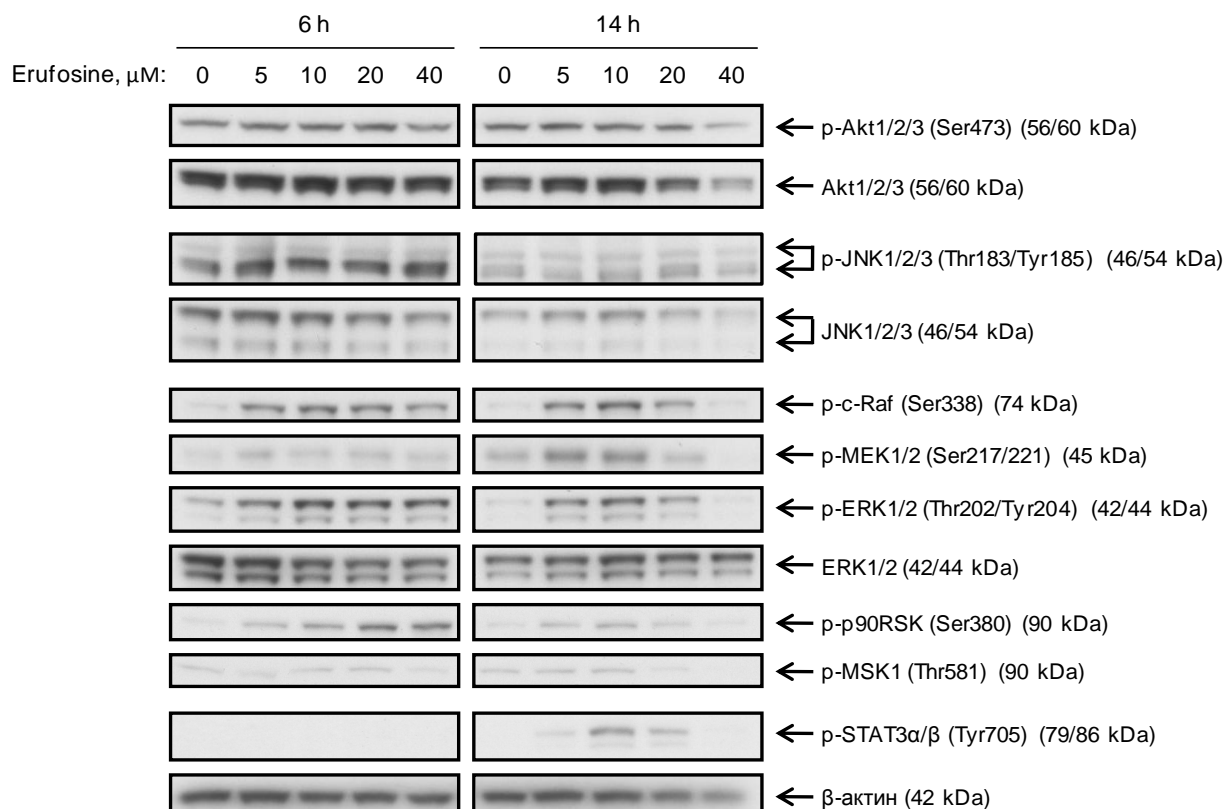 6 h 14 h
Erufosine, μM: 0 5 10 20 40 0 5 10 20 40
p-Akt1/2/3 (Ser473) (56/60 kDa)
Akt1/2/3 (56/60 kDa)
p-JNK1/2/3 (Thr183/Tyr185) (46/54 kDa)
JNK1/2/3 (46/54 kDa)
p-c-Raf (Ser338) (74 kDa)
p-MEK1/2 (Ser217/221) (45 kDa)
p-ERK1/2 (Thr202/Tyr204) (42/44 kDa)
ERK1/2 (42/44 kDa)
p-p90RSK (Ser380) (90 kDa)
p-MSK1 (Thr581) (90 kDa)
p-STAT3α/β (Tyr705) (79/86 kDa)
β-актин (42 kDa)